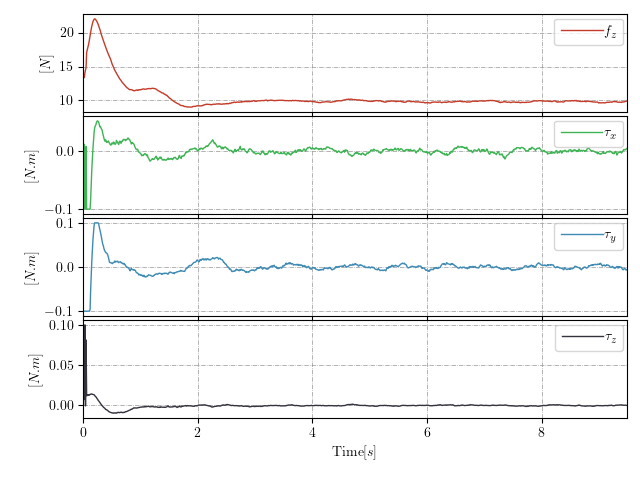 20
15
10
[N]
f_z
0.0
−0.1
[N.m]
τ_x
0.1
0.0
−0.1
[N.m]
τ_y
0.10
0.05
0.00
[N.m]
τ_z
0 2 4 6 8
Time[s]